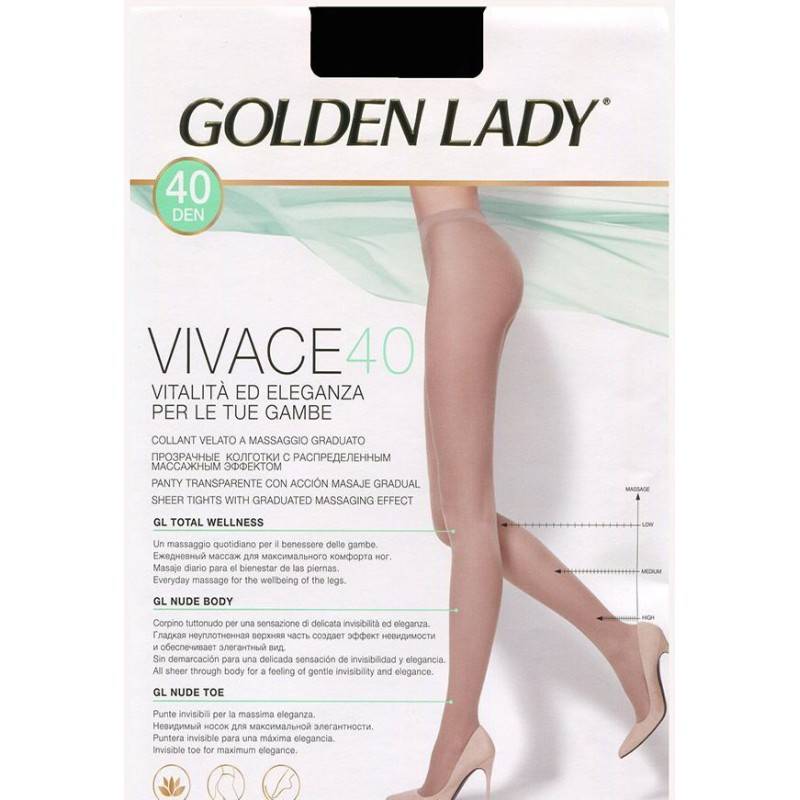 GOLDEN LADY®
40
DEN
VIVACE 40
VITALITÀ ED ELEGANZA
PER LE TUE GAMBE
COLLANT VELATO A MASSAGGIO GRADUATO
ПРОЗРАЧНЫЕ КОЛГОТКИ С РАСПРЕДЕЛЕННЫМ
МАССАЖНЫМ ЭФФЕКТОМ
PANTY TRANSPARENTE CON ACCIÓN MASAJE GRADUAL
SHEER TIGHTS WITH GRADUATED MASSAGING EFFECT
MASSAGE
LOW
MEDIUM
HIGH
GL TOTAL WELLNESS
Un massaggio quotidiano per il benessere delle gambe.
Ежедневный массаж для максимального комфорта ног.
Masaje diario para el bienestar de las piernas.
Everyday massage for the wellbeing of the legs.
GL NUDE BODY
Corpino tuttonudo per una sensazione di delicata invisibilità ed eleganza.
Гладкая неуплотненная верхняя часть создает эффект невидимости
и обеспечивает элегантный вид.
Sin demarcación para una delicada sensación de invisibilidad y elegancia.
All sheer through body for a feeling of gentle invisibility and elegance.
GL NUDE TOE
Punte invisibili per la massima eleganza.
Невидимый носок для максимальной элегантности.
Puntera invisible para una máxima elegancia.
Invisible toe for maximum elegance.